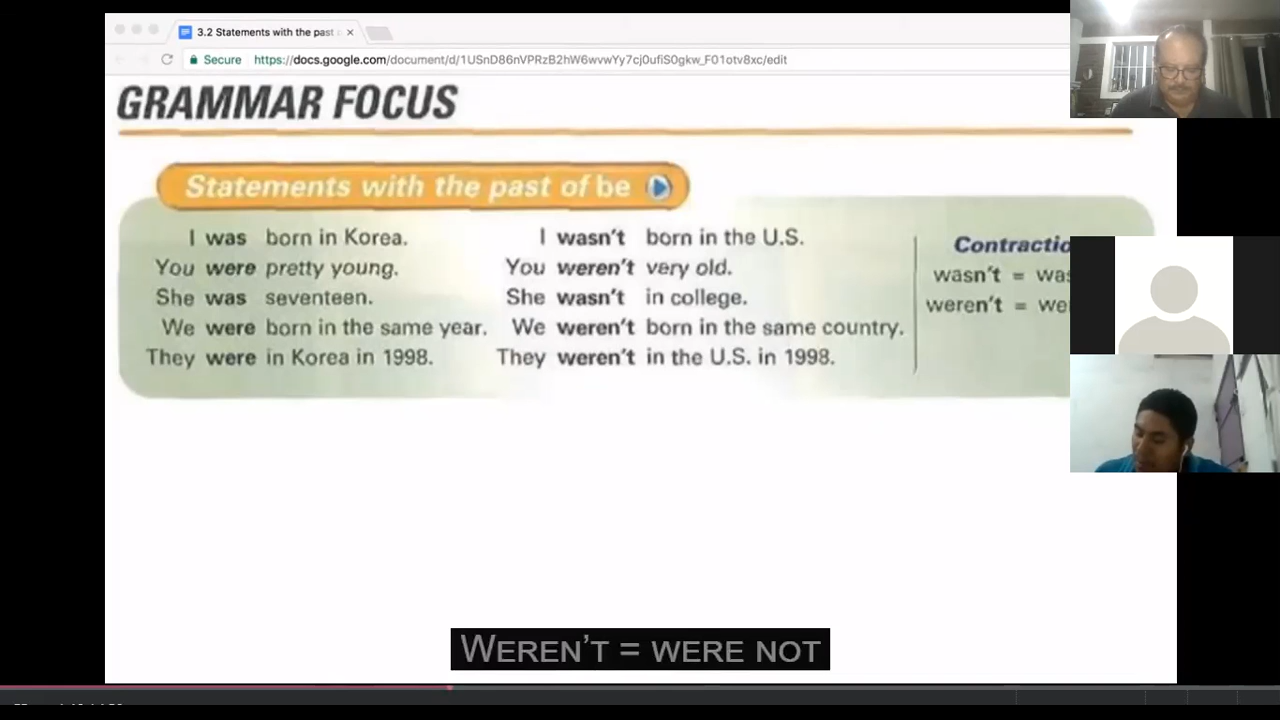 3.2 Statements with the past
Secure https://docs.google.com/document/d/1USnD86nVPRzB2hW6wvwYy7cj0ufiS0gkw_F01otv8xc/edit
GRAMMAR FOCUS
Statements with the past of be
I was born in Korea. I wasn't born in the U.S.
You were pretty young. You weren't very old.
She was seventeen. She wasn't in college.
We were born in the same year. We weren't born in the same country.
They were in Korea in 1998. They weren't in the U.S. in 1998.
Contractio
wasn't = was
weren't = we
WEREN'T = WERE NOT